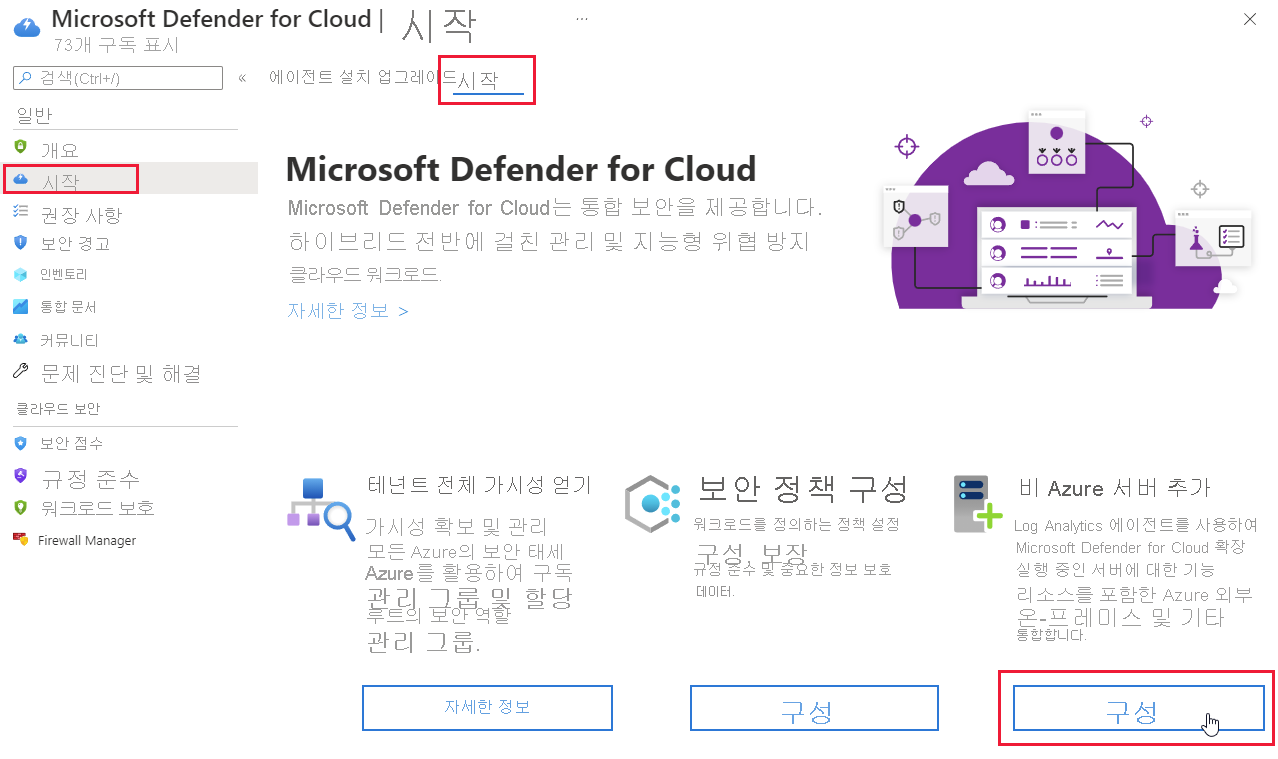 Microsoft Defender for Cloud | 시작
...
73개 구독 표시
검색(Ctrl+/)
«
에이전트 설치 업그레이드
시작
일반
개요
시작
권장 사항
보안 경고
인벤토리
통합 문서
커뮤니티
문제 진단 및 해결
클라우드 보안
보안 점수
규정 준수
워크로드 보호
Firewall Manager
Microsoft Defender for Cloud
Microsoft Defender for Cloud는 통합 보안을 제공합니다.
하이브리드 전반에 걸친 관리 및 지능형 위협 방지
클라우드 워크로드.
자세한 정보 >
테넌트 전체 가시성 얻기
가시성 확보 및 관리
모든 Azure의 보안 태세
Azure를 활용하여 구독
관리 그룹 및 할당
루트의 보안 역할
관리 그룹.
자세한 정보
보안 정책 구성
워크로드를 정의하는 정책 설정
구성, 보장
규정 준수 및 중요한 정보 보호
데이터.
구성
비 Azure 서버 추가
Log Analytics 에이전트를 사용하여
Microsoft Defender for Cloud 확장
실행 중인 서버에 대한 기능
리소스를 포함한 Azure 외부
온-프레미스 및 기타
통합합니다.
구성